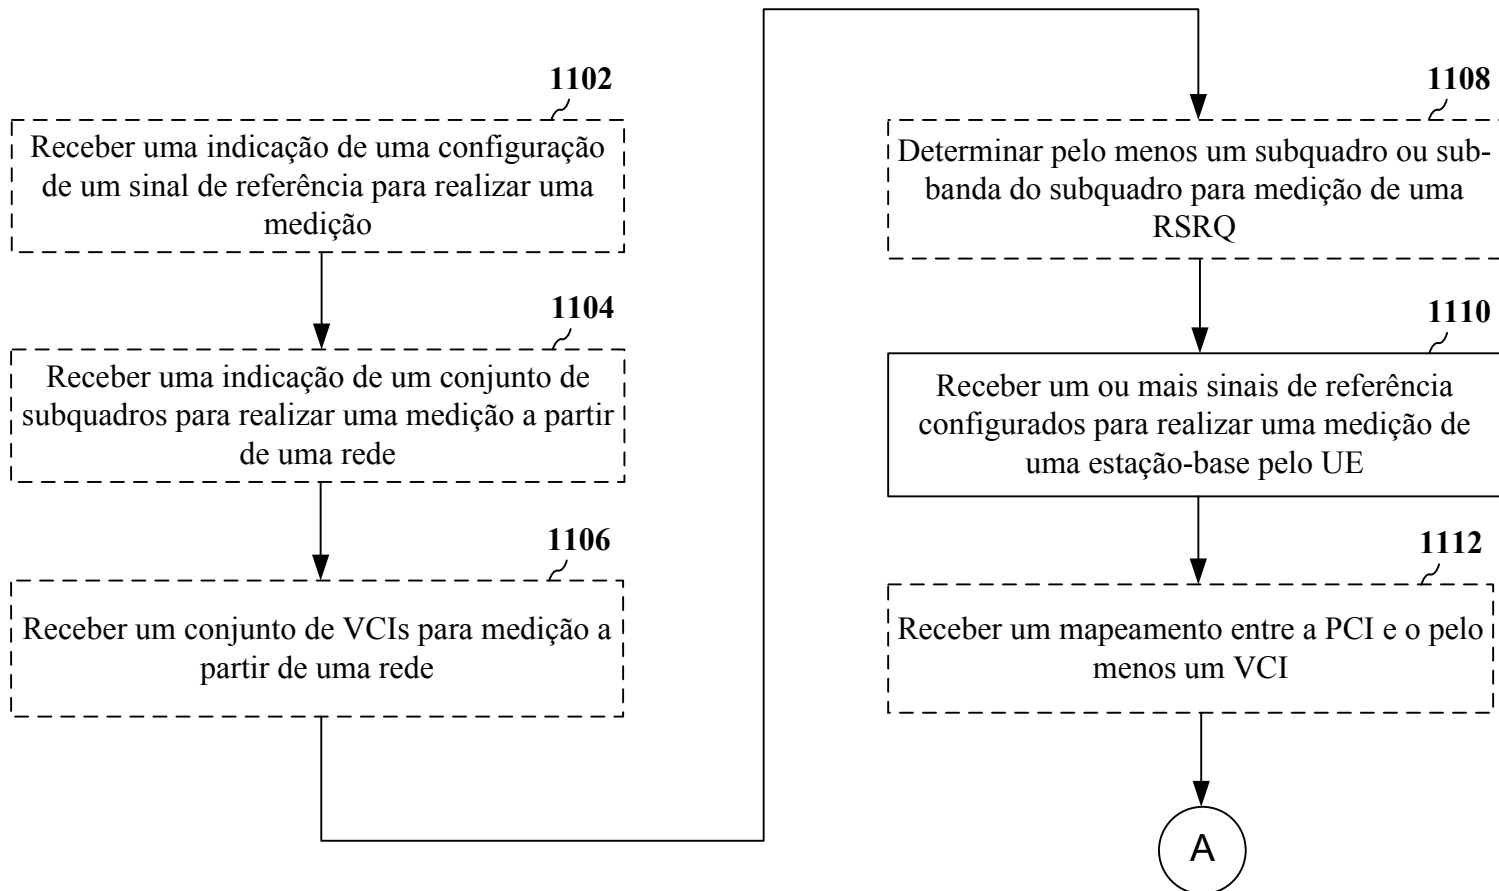 1102
Receber uma indicação de uma configuração
de um sinal de referência para realizar uma
medição
1104
Receber uma indicação de um conjunto de
subquadros para realizar uma medição a partir
de uma rede
1106
Receber um conjunto de VCIs para medição a
partir de uma rede
1108
Determinar pelo menos um subquadro ou sub-
banda do subquadro para medição de uma
RSRQ
1110
Receber um ou mais sinais de referência
configurados para realizar uma medição de
uma estação-base pelo UE
1112
Receber um mapeamento entre a PCI e o pelo
menos um VCI
A